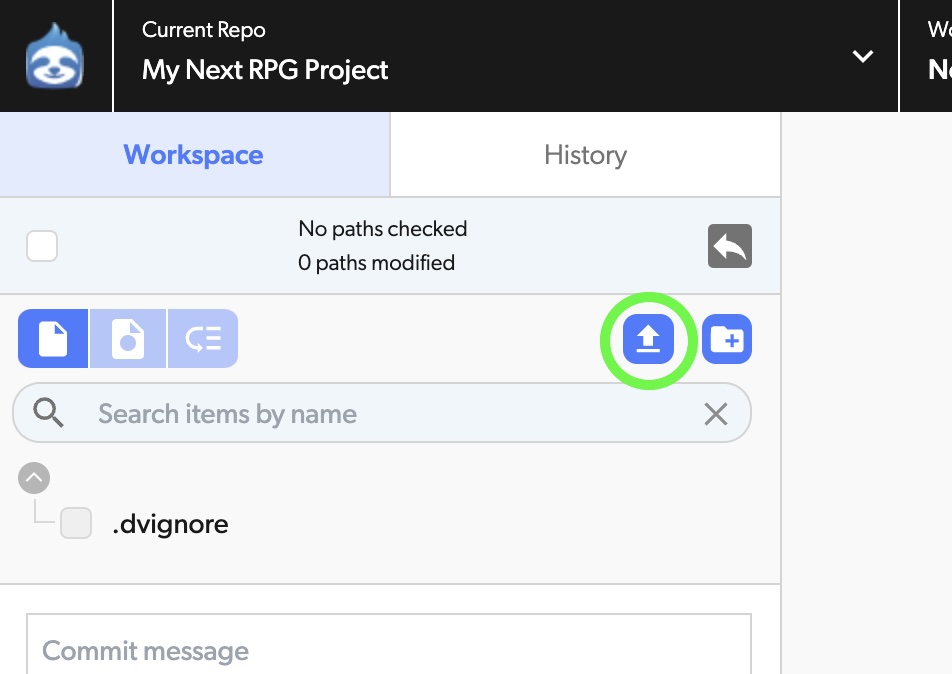 Current Repo
My Next RPG Project
Workspace
History
No paths checked
0 paths modified
Search items by name
.dvignore
Commit message